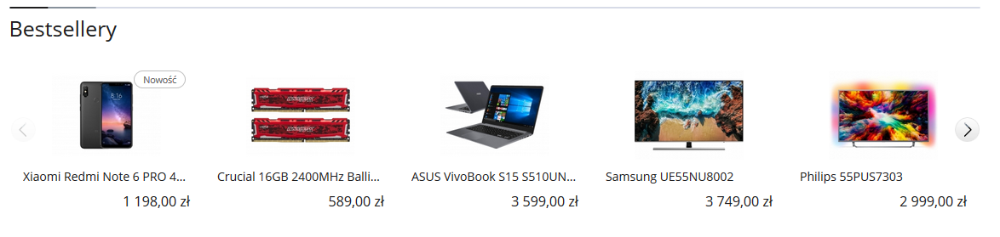 Bestsellery
Nowość
Xiaomi Redmi Note 6 PRO 4...
1 198,00 zł
Crucial 16GB 2400MHz Balli...
589,00 zł
ASUS VivoBook S15 S510UN...
3 599,00 zł
Samsung UE55NU8002
3 749,00 zł
Philips 55PUS7303
2 999,00 zł